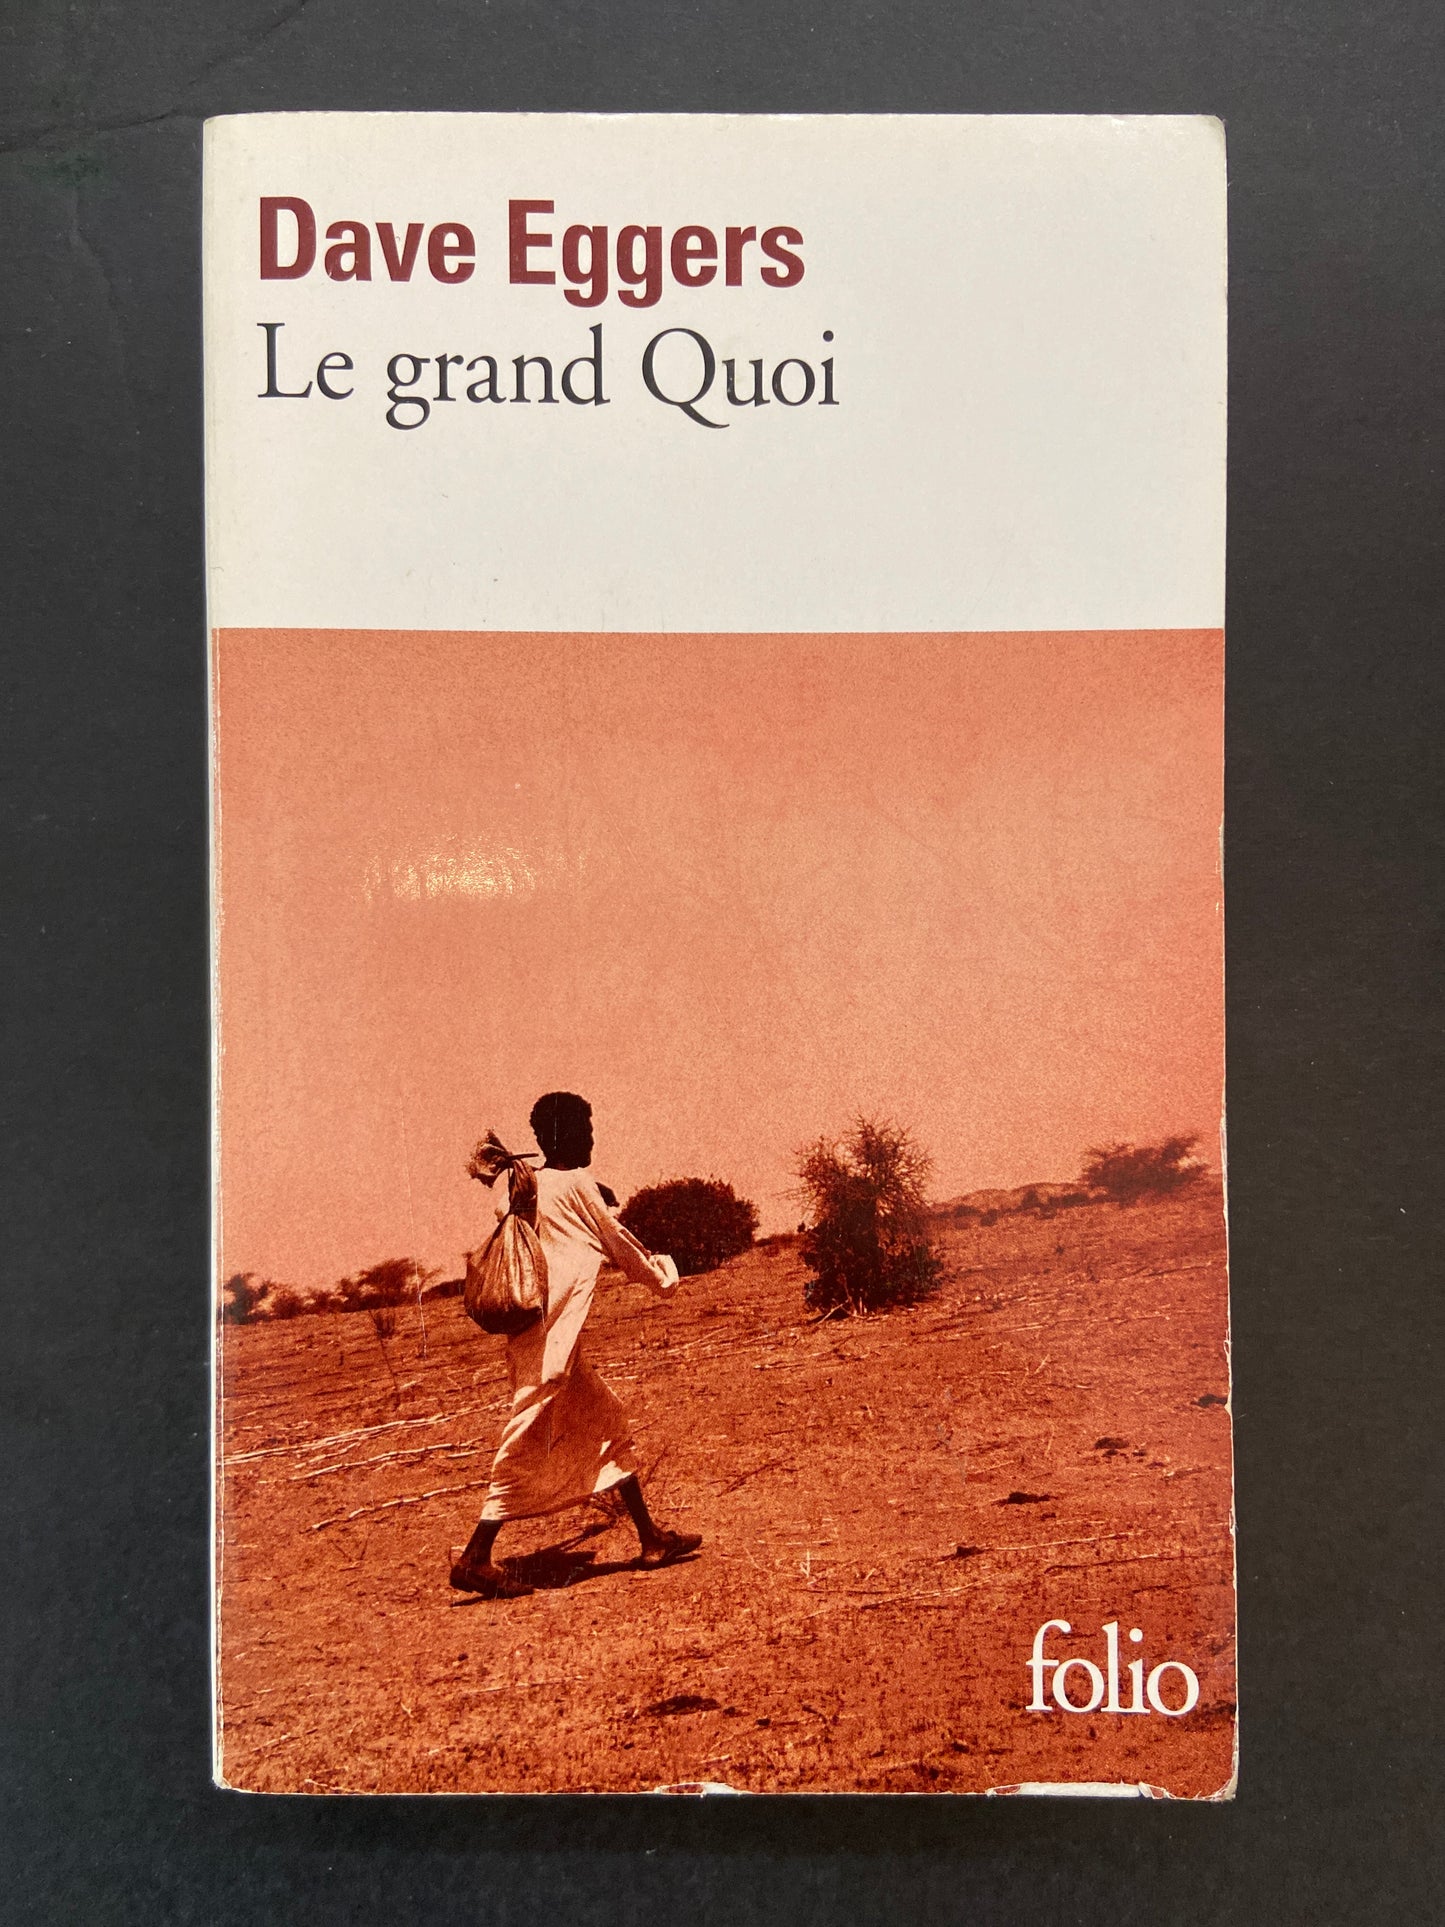 Dave Eggers
Le grand Quoi
folio